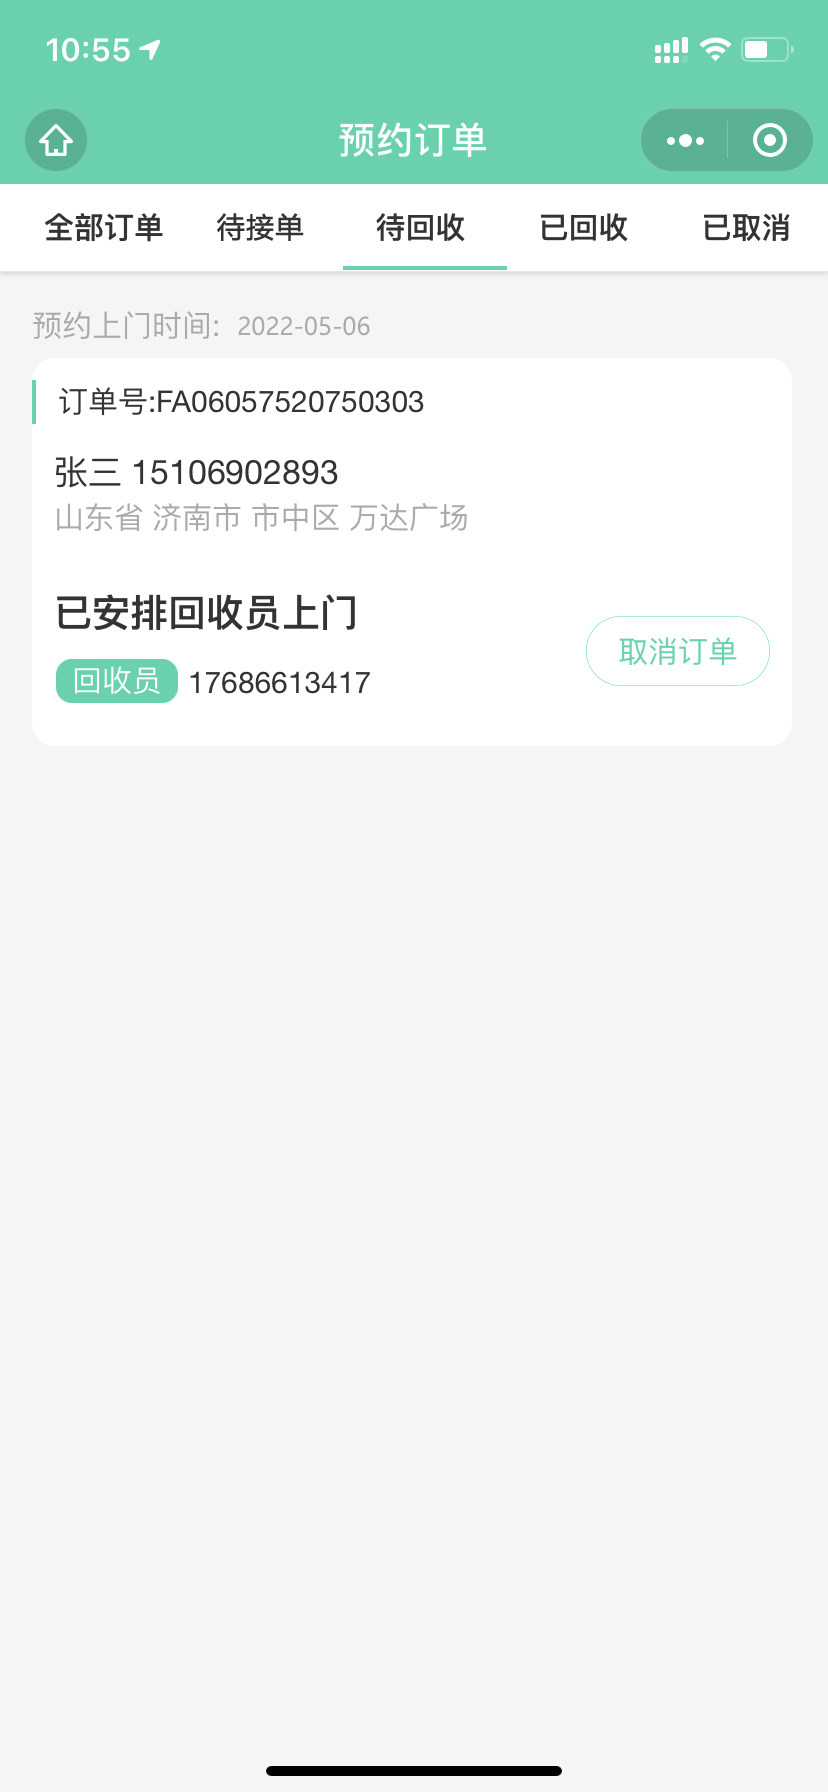 10:55
预约订单
全部订单 待接单 待回收 已回收 已取消
预约上门时间: 2022-05-06
订单号:FA06057520750303
张三 15106902893
山东省 济南市 市中区 万达广场
已安排回收员上门
取消订单
回收员 17686613417